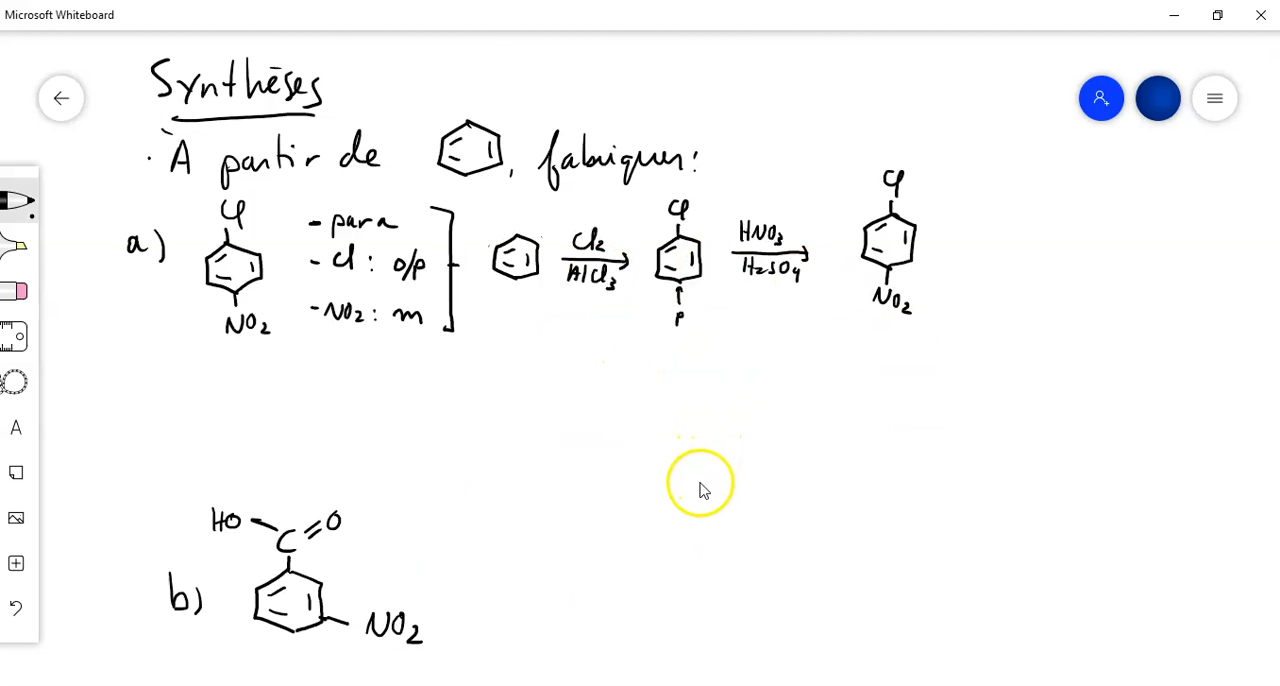 Microsoft Whiteboard
Synthèses
· À partir de , fabriquer:
a)
Cl
NO2
- para
- Cl : o/p
- NO2 : m
Cl2
AlCl3
Cl
p
HNO3
H2SO4
Cl
NO2
HO
C
O
b)
NO2
A